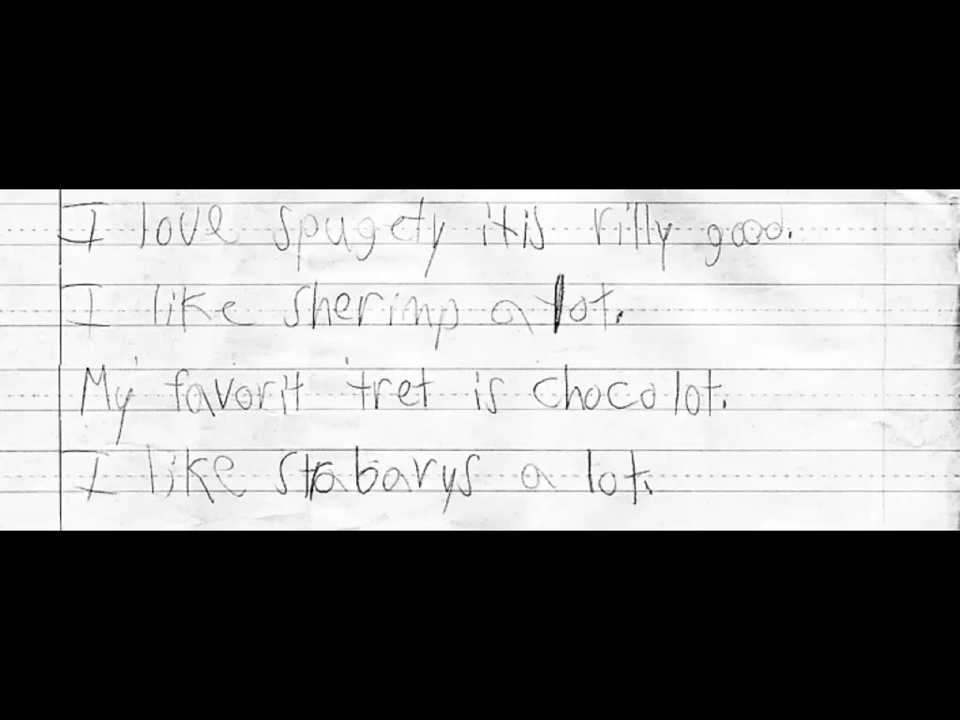 I love spugety itis rilly good.
I like sherimp a lot.
My favorit tret is chocolot.
I like strabarys a lot.